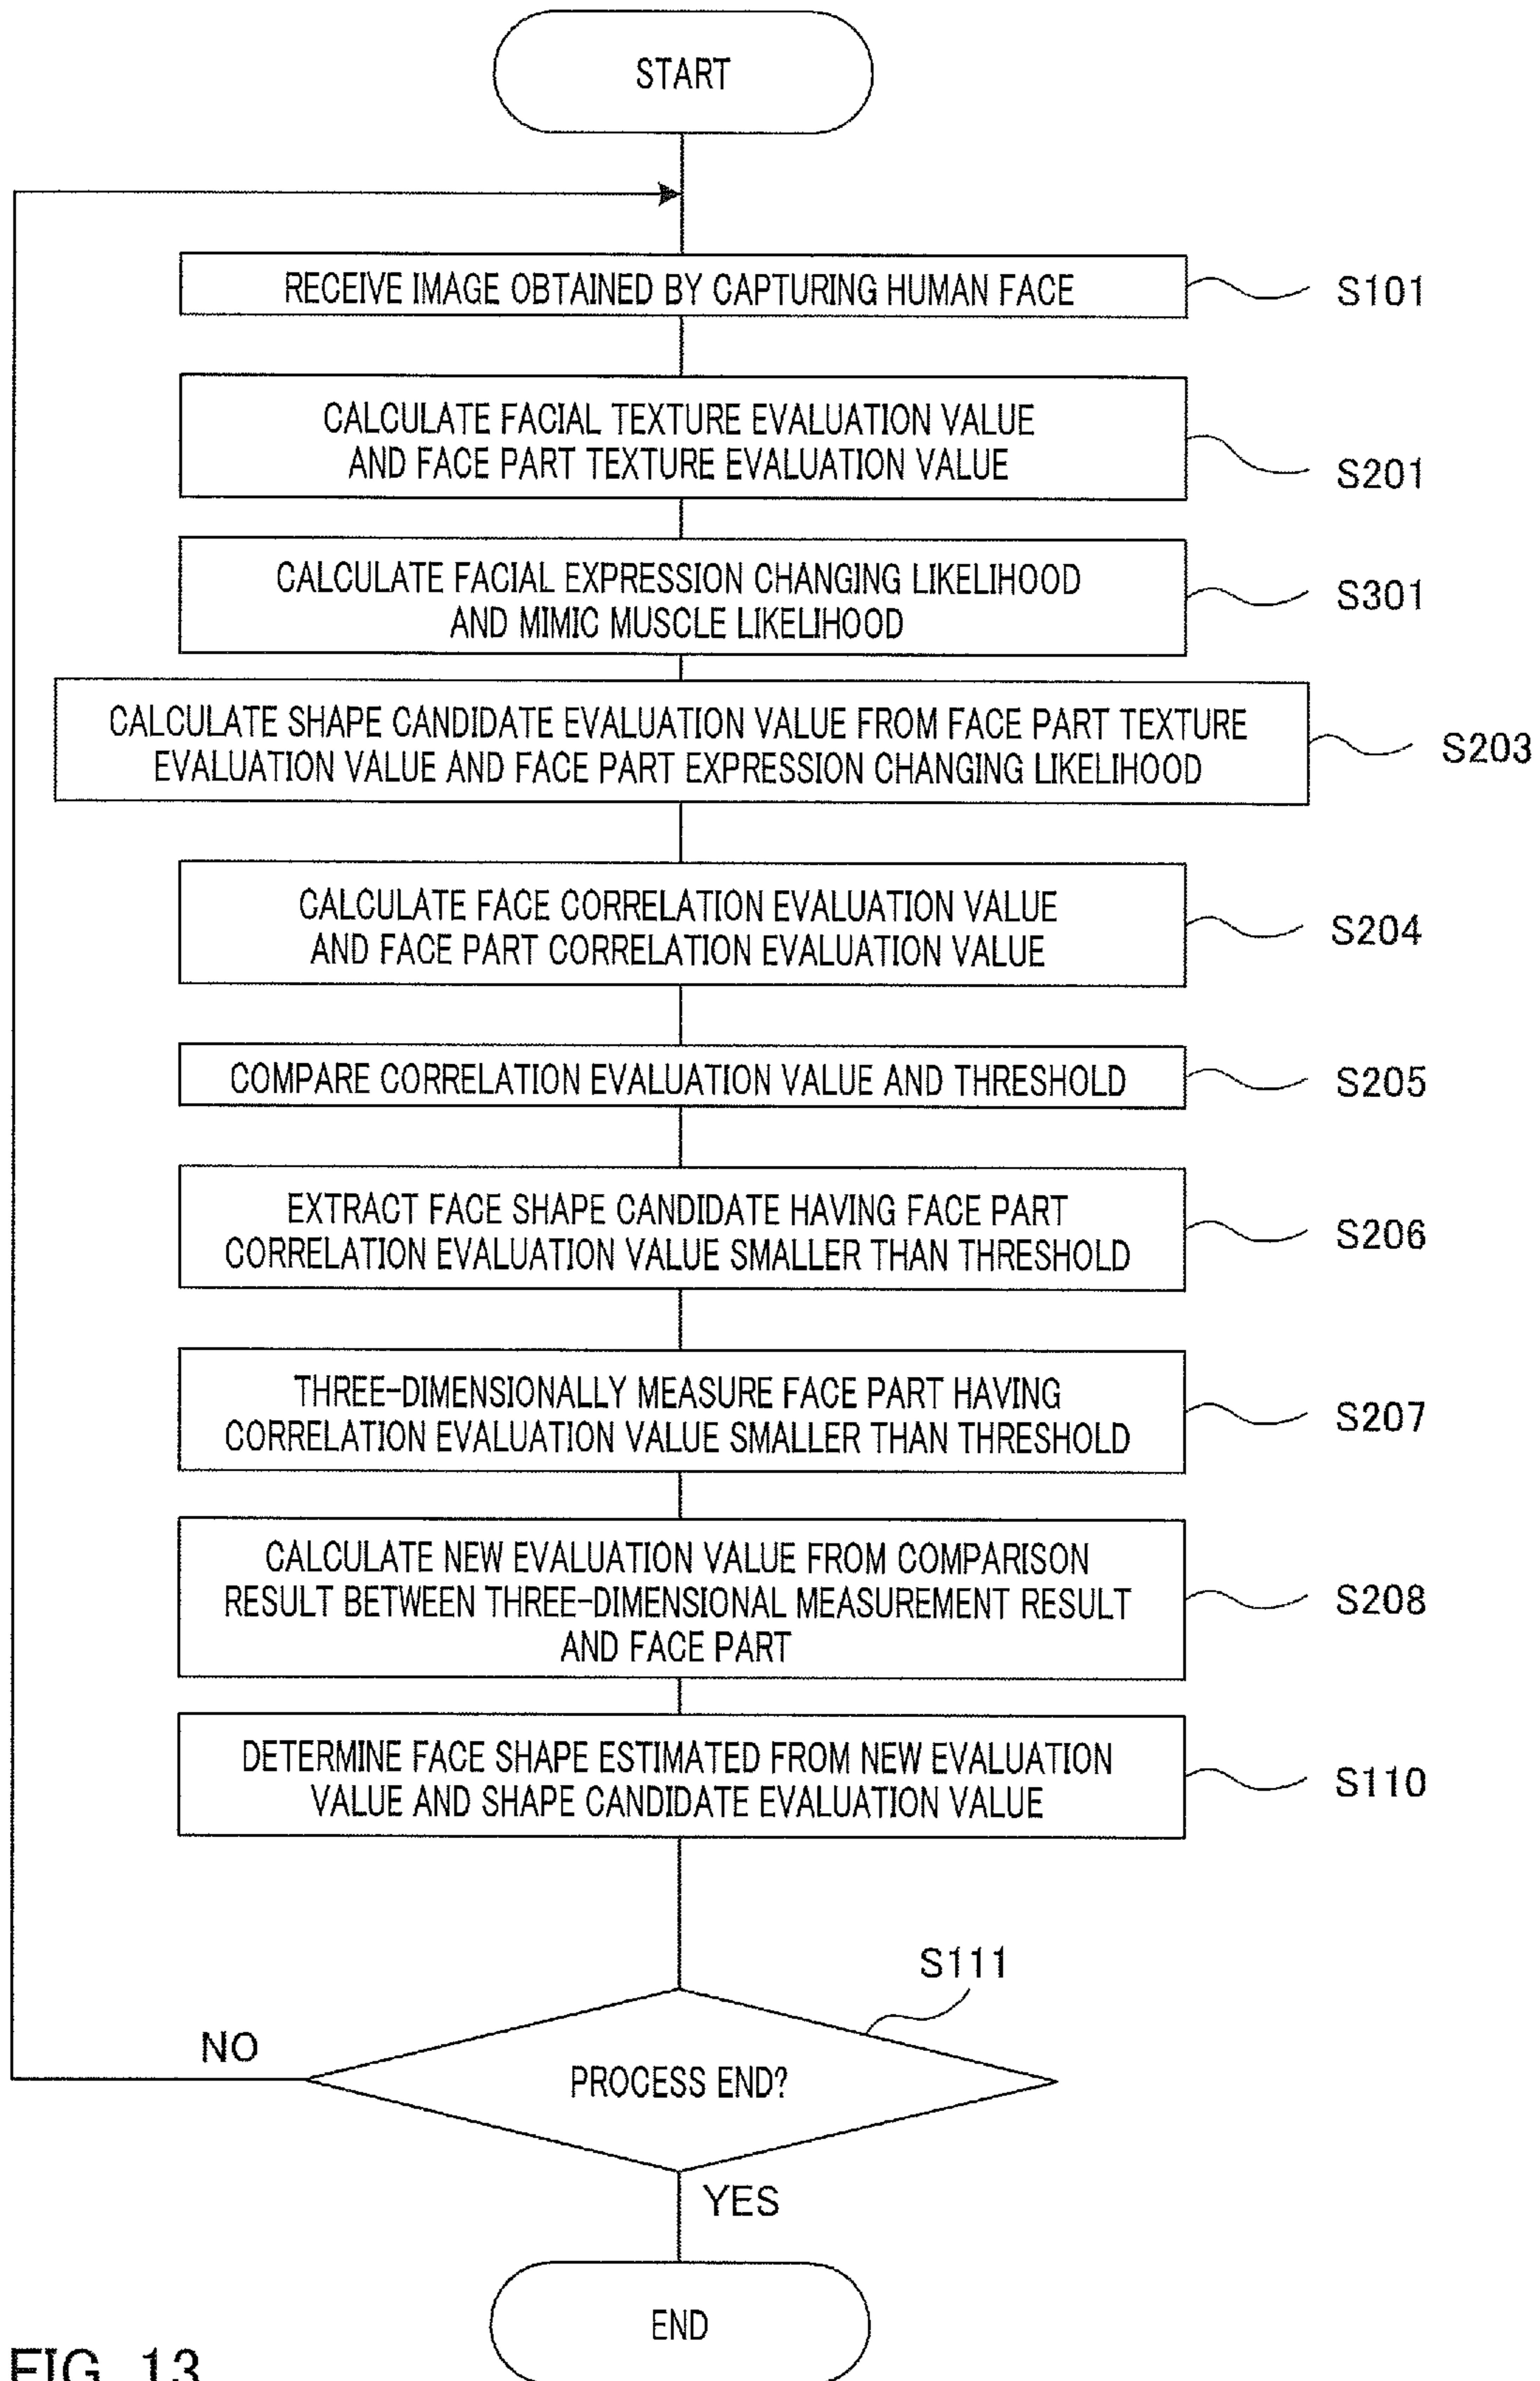 START
RECEIVE IMAGE OBTAINED BY CAPTURING HUMAN FACE
S101
CALCULATE FACIAL TEXTURE EVALUATION VALUE
AND FACE PART TEXTURE EVALUATION VALUE
S201
CALCULATE FACIAL EXPRESSION CHANGING LIKELIHOOD
AND MIMIC MUSCLE LIKELIHOOD
S301
CALCULATE SHAPE CANDIDATE EVALUATION VALUE FROM FACE PART TEXTURE
EVALUATION VALUE AND FACE PART EXPRESSION CHANGING LIKELIHOOD
S203
CALCULATE FACE CORRELATION EVALUATION VALUE
AND FACE PART CORRELATION EVALUATION VALUE
S204
COMPARE CORRELATION EVALUATION VALUE AND THRESHOLD
S205
EXTRACT FACE SHAPE CANDIDATE HAVING FACE PART
CORRELATION EVALUATION VALUE SMALLER THAN THRESHOLD
S206
THREE-DIMENSIONALLY MEASURE FACE PART HAVING
CORRELATION EVALUATION VALUE SMALLER THAN THRESHOLD
S207
CALCULATE NEW EVALUATION VALUE FROM COMPARISON
RESULT BETWEEN THREE-DIMENSIONAL MEASUREMENT RESULT
AND FACE PART
S208
DETERMINE FACE SHAPE ESTIMATED FROM NEW EVALUATION
VALUE AND SHAPE CANDIDATE EVALUATION VALUE
S110
S111
NO
PROCESS END?
YES
END
FIG. 13